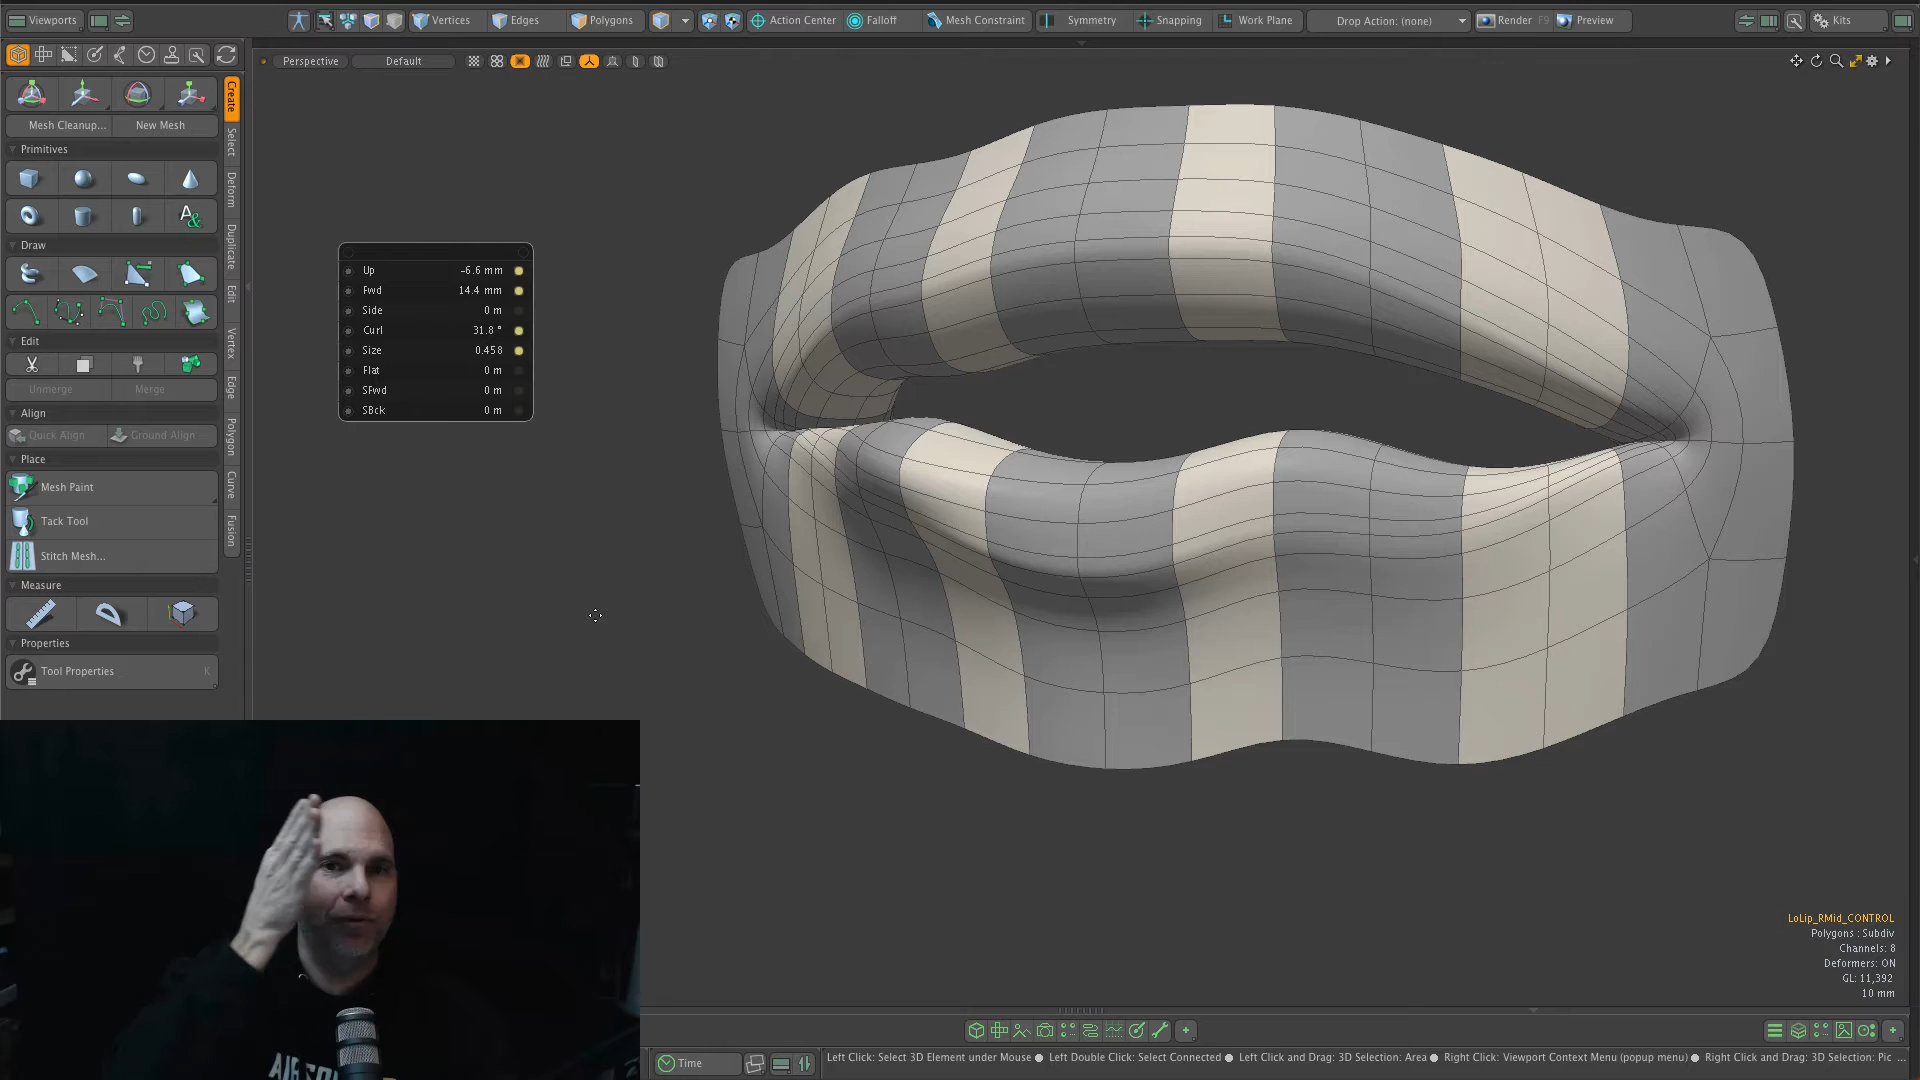 Viewports
Vertices
Edges
Polygons
Action Center
Falloff
Mesh Constraint
Symmetry
Snapping
Work Plane
Drop Action: (none)
Render F9
Preview
Kits
Perspective
Default
Mesh Cleanup...
New Mesh
Primitives
Draw
Edit
Unmerge
Merge
Align
Quick Align
Ground Align
Place
Mesh Paint
Tack Tool
Stitch Mesh...
Measure
Properties
Tool Properties K
Create
Select
Deform
Duplicate
Edit
Vertex
Edge
Polygon
Curve
Fusion
Up -6.6 mm
Fwd 14.4 mm
Side 0 m
Curl 31.8 °
Size 0.458
Flat 0 m
SFwd 0 m
SBck 0 m
LoLip_RMid_CONTROL
Polygons : Subdiv
Channels: 8
Deformers: ON
GL: 11,392
10 mm
Time
Left Click: Select 3D Element under Mouse ● Left Double Click: Select Connected ● Left Click and Drag: 3D Selection: Area ● Right Click: Viewport Context Menu (popup menu) ● Right Click and Drag: 3D Selection: Pic ...